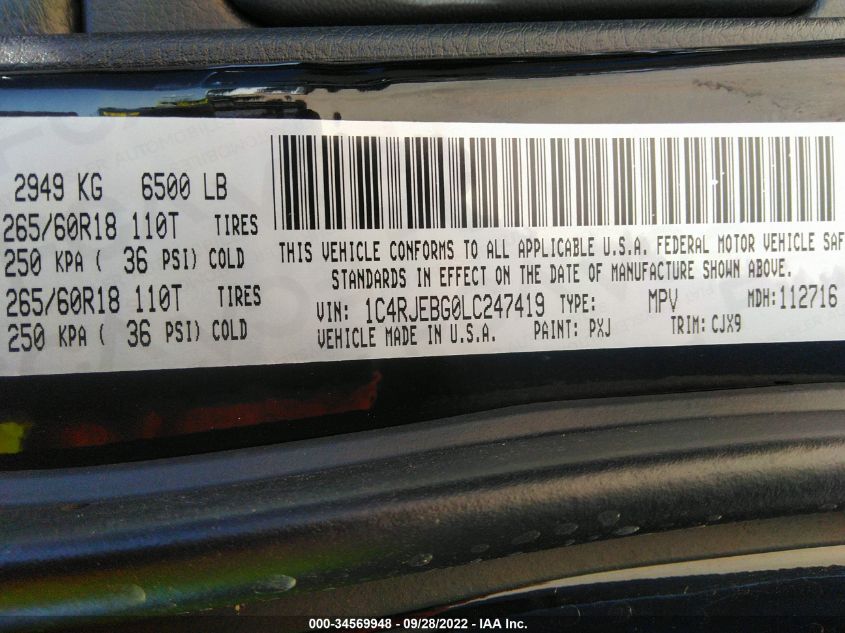 2949 KG 6500 LB
265/60R18 110T TIRES
250 KPA ( 36 PSI) COLD
265/60R18 110T TIRES
250 KPA ( 36 PSI) COLD
THIS VEHICLE CONFORMS TO ALL APPLICABLE U.S.A. FEDERAL MOTOR VEHICLE SAF
STANDARDS IN EFFECT ON THE DATE OF MANUFACTURE SHOWN ABOVE.
VIN: 1C4RJEBG0LC247419 TYPE: MPV MDH:112716
VEHICLE MADE IN U.S.A. PAINT: PXJ TRIM: CJX9
000-34569948 - 09/28/2022 - IAA Inc.